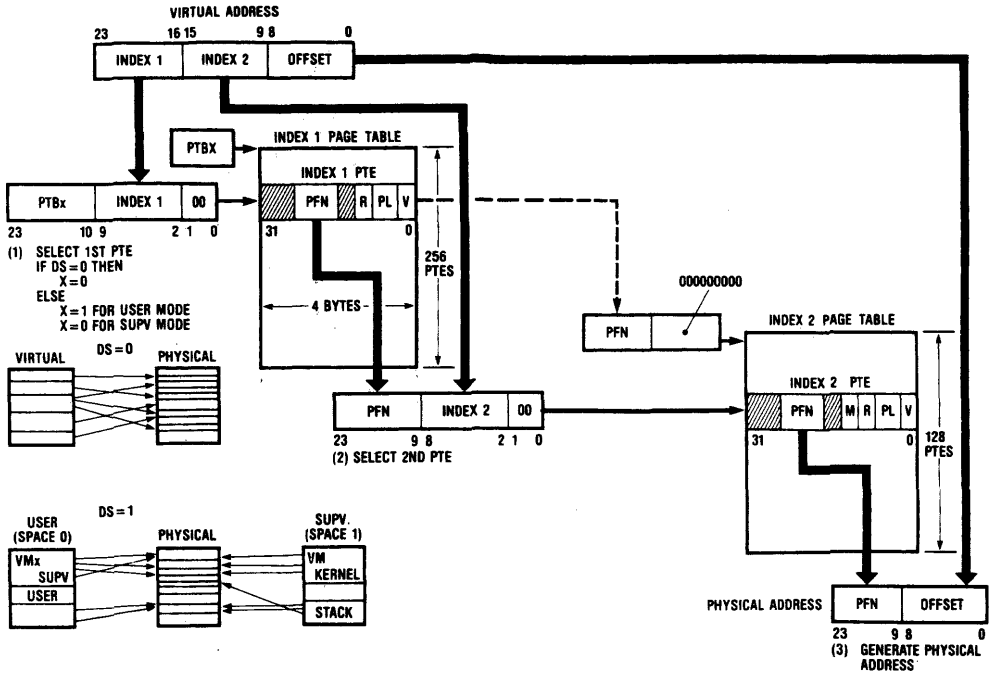 VIRTUAL ADDRESS
23 16 15 9 8 0
INDEX 1 INDEX 2 OFFSET
PTBX
INDEX 1 PAGE TABLE
INDEX 1 PTE
PFN R PL V
31 0
256
PTES
4 BYTES
PTBx INDEX 1 00
23 10 9 2 1 0
(1) SELECT 1ST PTE
IF DS=0 THEN
X=0
ELSE
X=1 FOR USER MODE
X=0 FOR SUPV MODE
000000000
PFN
INDEX 2 PAGE TABLE
INDEX 2 PTE
PFN M R PL V
31 0
128
PTES
PFN INDEX 2 00
23 9 8 2 1 0
(2) SELECT 2ND PTE
DS=0
VIRTUAL PHYSICAL
DS=1
USER
(SPACE 0)
PHYSICAL
SUPV.
(SPACE 1)
VMx
SUPV
USER
VM
KERNEL
STACK
PHYSICAL ADDRESS
PFN OFFSET
23 9 8 0
(3) GENERATE PHYSICAL
ADDRESS